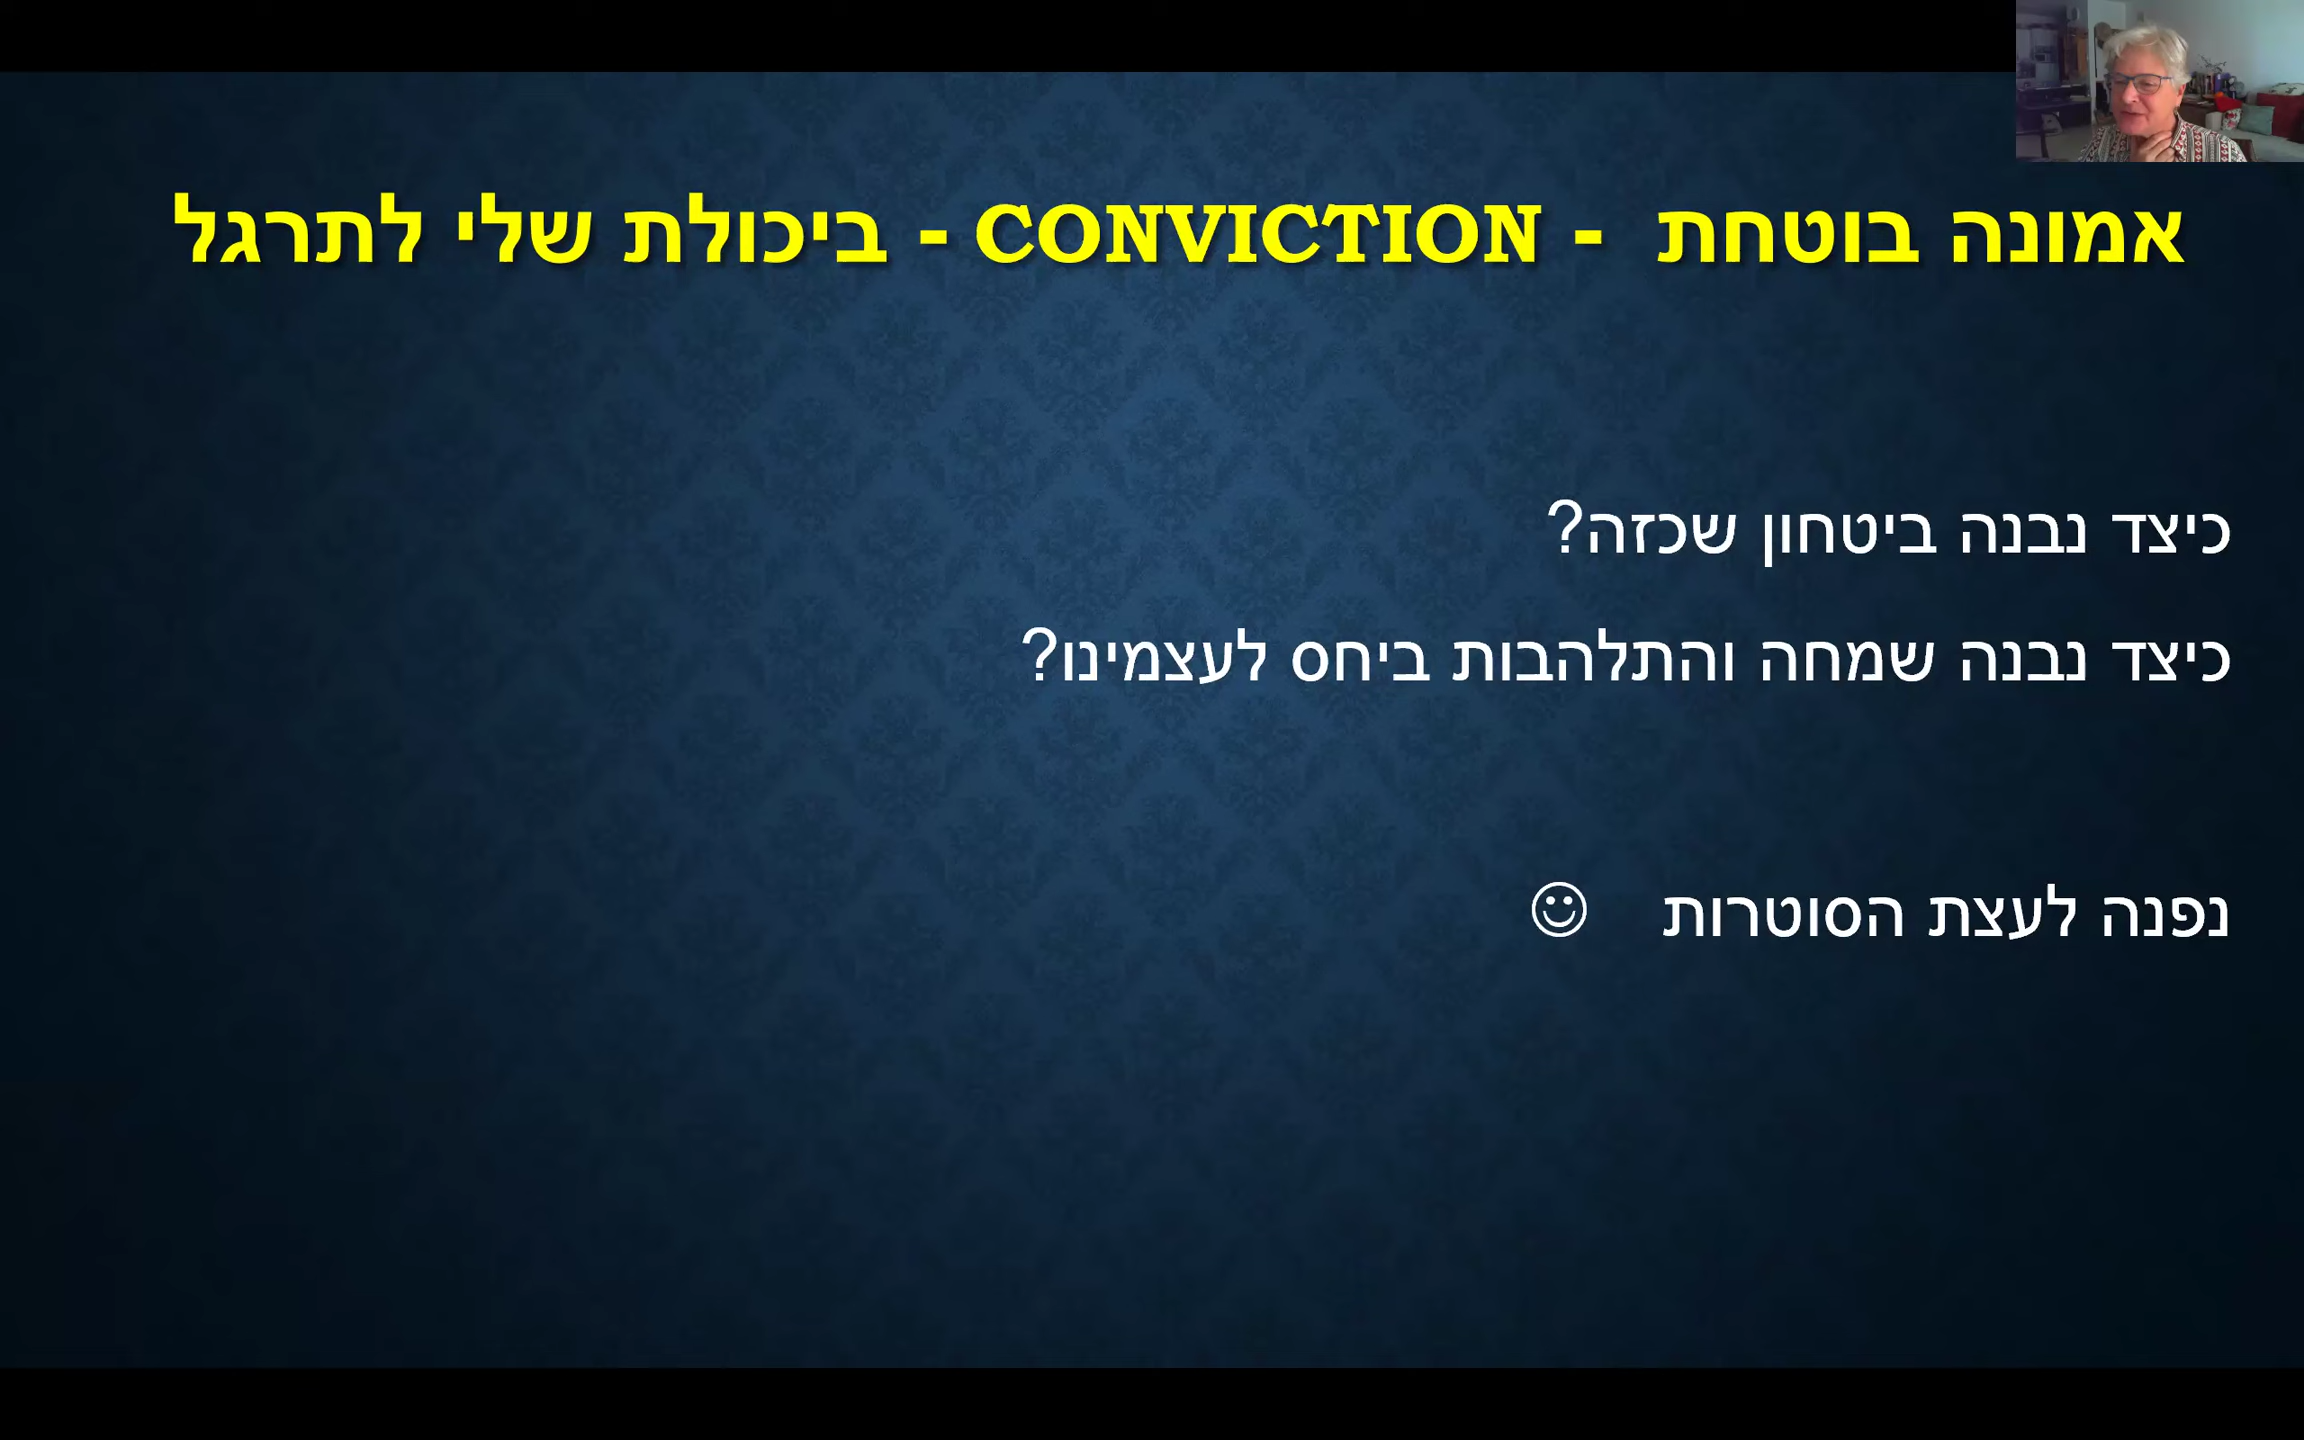 אמונה בוטחת - CONVICTION - ביכולת שלי לתרגל
כיצד נבנה ביטחון שכזה?
כיצד נבנה שמחה והתלהבות ביחס לעצמינו?
נפנה לעצת הסוטרות ☺